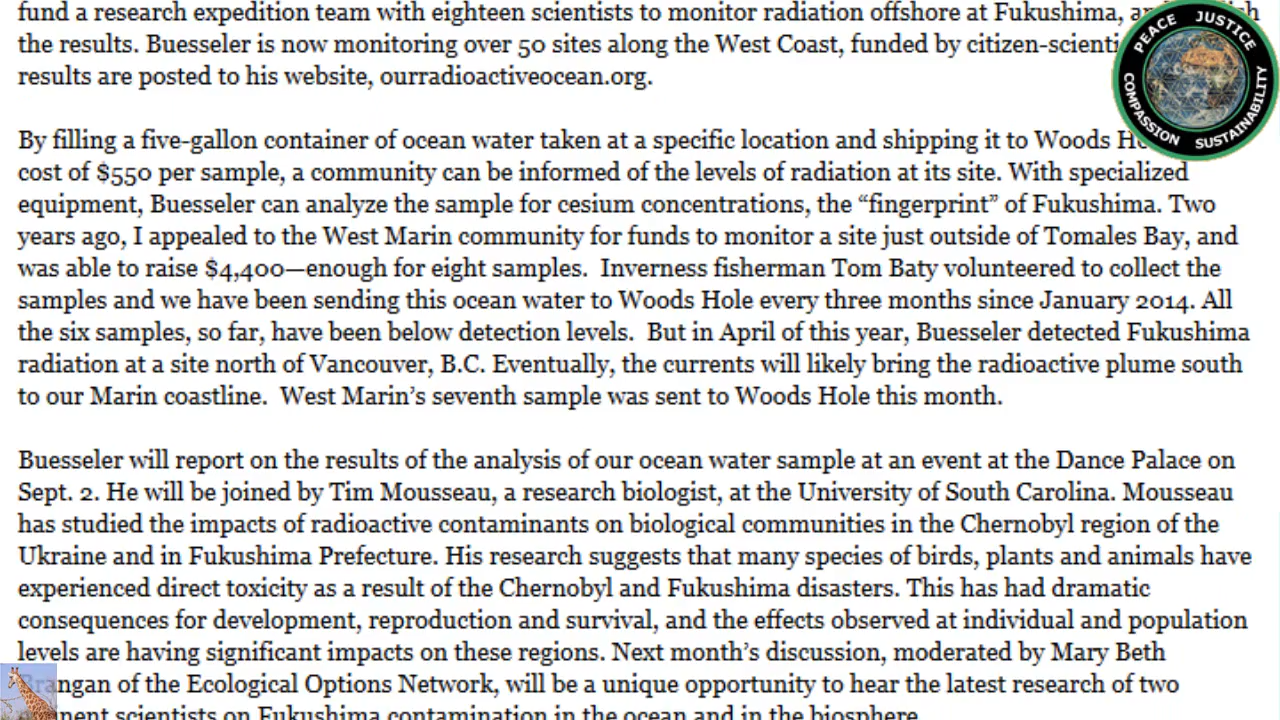 fund a research expedition team with eighteen scientists to monitor radiation offshore at Fukushima,
the results. Buesseler is now monitoring over 50 sites along the West Coast, funded by
results are posted to his website, ourradioactiveocean.org.
PEACE JUSTICE
COMPASSION SUSTAINABILITY
By filling a five-gallon container of ocean water taken at a specific location and shipping it to Woods
cost of $550 per sample, a community can be informed of the levels of radiation at its site. With specialized
equipment, Buesseler can analyze the sample for cesium concentrations, the “fingerprint” of Fukushima. Two
years ago, I appealed to the West Marin community for funds to monitor a site just outside of Tomales Bay, and
was able to raise $4,400—enough for eight samples.  Inverness fisherman Tom Baty volunteered to collect the
samples and we have been sending this ocean water to Woods Hole every three months since January 2014. All
the six samples, so far, have been below detection levels.  But in April of this year, Buesseler detected Fukushima
radiation at a site north of Vancouver, B.C. Eventually, the currents will likely bring the radioactive plume south
to our Marin coastline.  West Marin’s seventh sample was sent to Woods Hole this month.
Buesseler will report on the results of the analysis of our ocean water sample at an event at the Dance Palace on
Sept. 2. He will be joined by Tim Mousseau, a research biologist, at the University of South Carolina. Mousseau
has studied the impacts of radioactive contaminants on biological communities in the Chernobyl region of the
Ukraine and in Fukushima Prefecture. His research suggests that many species of birds, plants and animals have
experienced direct toxicity as a result of the Chernobyl and Fukushima disasters. This has had dramatic
consequences for development, reproduction and survival, and the effects observed at individual and population
levels are having significant impacts on these regions. Next month’s discussion, moderated by Mary Beth
Brangan of the Ecological Options Network, will be a unique opportunity to hear the latest research of two
scientists on Fukushima contamination in the ocean and in the biosphere.